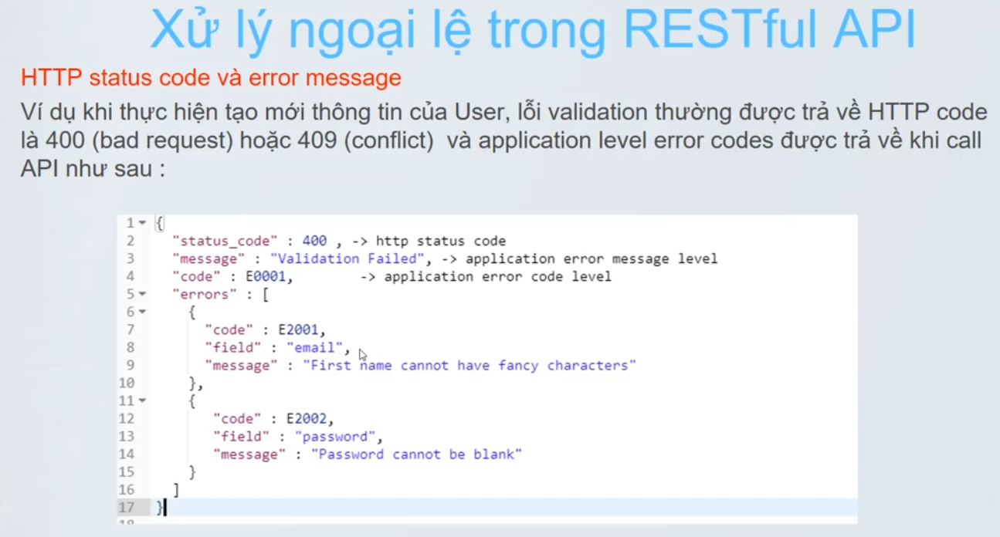 Xử lý ngoại lệ trong RESTful API
HTTP status code và error message
Ví dụ khi thực hiện tạo mới thông tin của User, lỗi validation thường được trả về HTTP code
là 400 (bad request) hoặc 409 (conflict)  và application level error codes được trả về khi call
API như sau :
1 {
2 "status_code" : 400 , -> http status code
3 "message" : "Validation Failed", -> application error message level
4 "code" : E0001, -> application error code level
5 "errors" : [
6 {
7 "code" : E2001,
8 "field" : "email",
9 "message" : "First name cannot have fancy characters"
10 },
11 {
12 "code" : E2002,
13 "field" : "password",
14 "message" : "Password cannot be blank"
15 }
16 ]
17 }